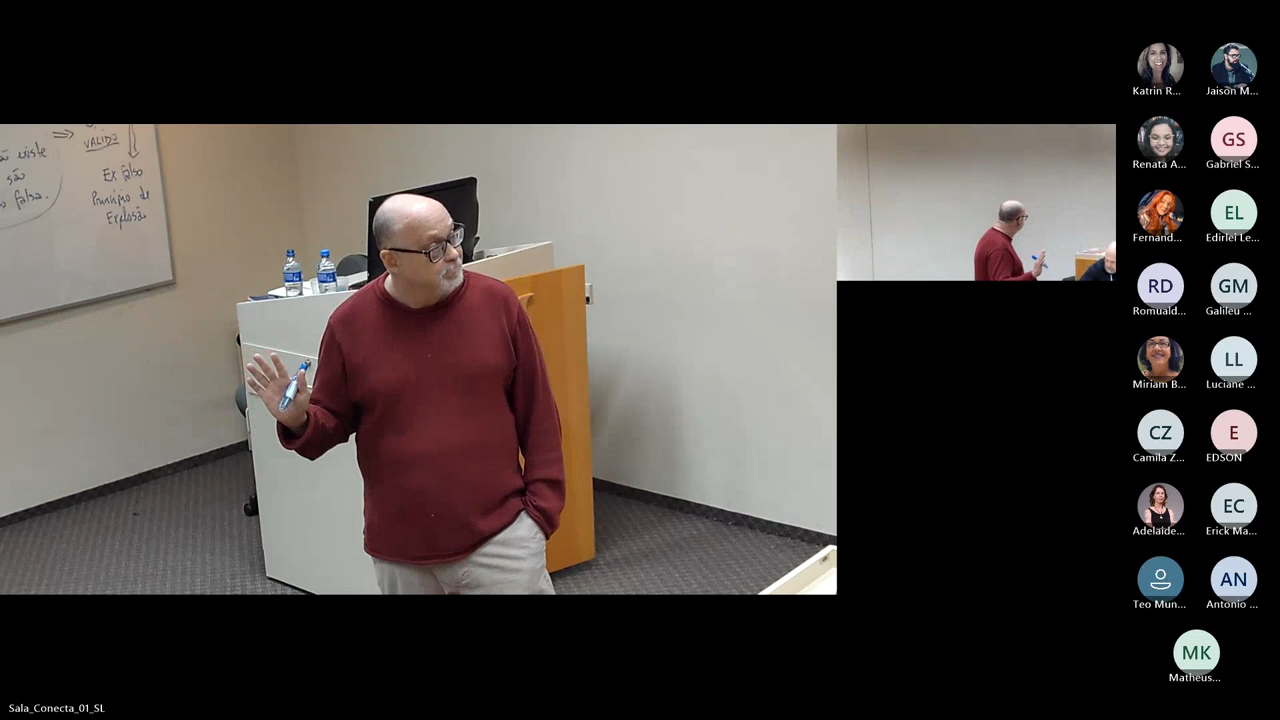 ão existe
são
o falsa.
⇒
VALIDA
Ex falso
Princípio de
Explosão
Katrin R...
Jaison M...
Renata A...
GS
Gabriel S...
Fernand...
EL
Edirlei Le...
RD
Romuald...
GM
Galileu ...
Miriam B...
LL
Luciane ...
CZ
Camila Z...
E
EDSON
Adelaide...
EC
Erick Ma...
Teo Mun...
AN
Antonio ...
MK
Matheus...
Sala_Conecta_01_SL